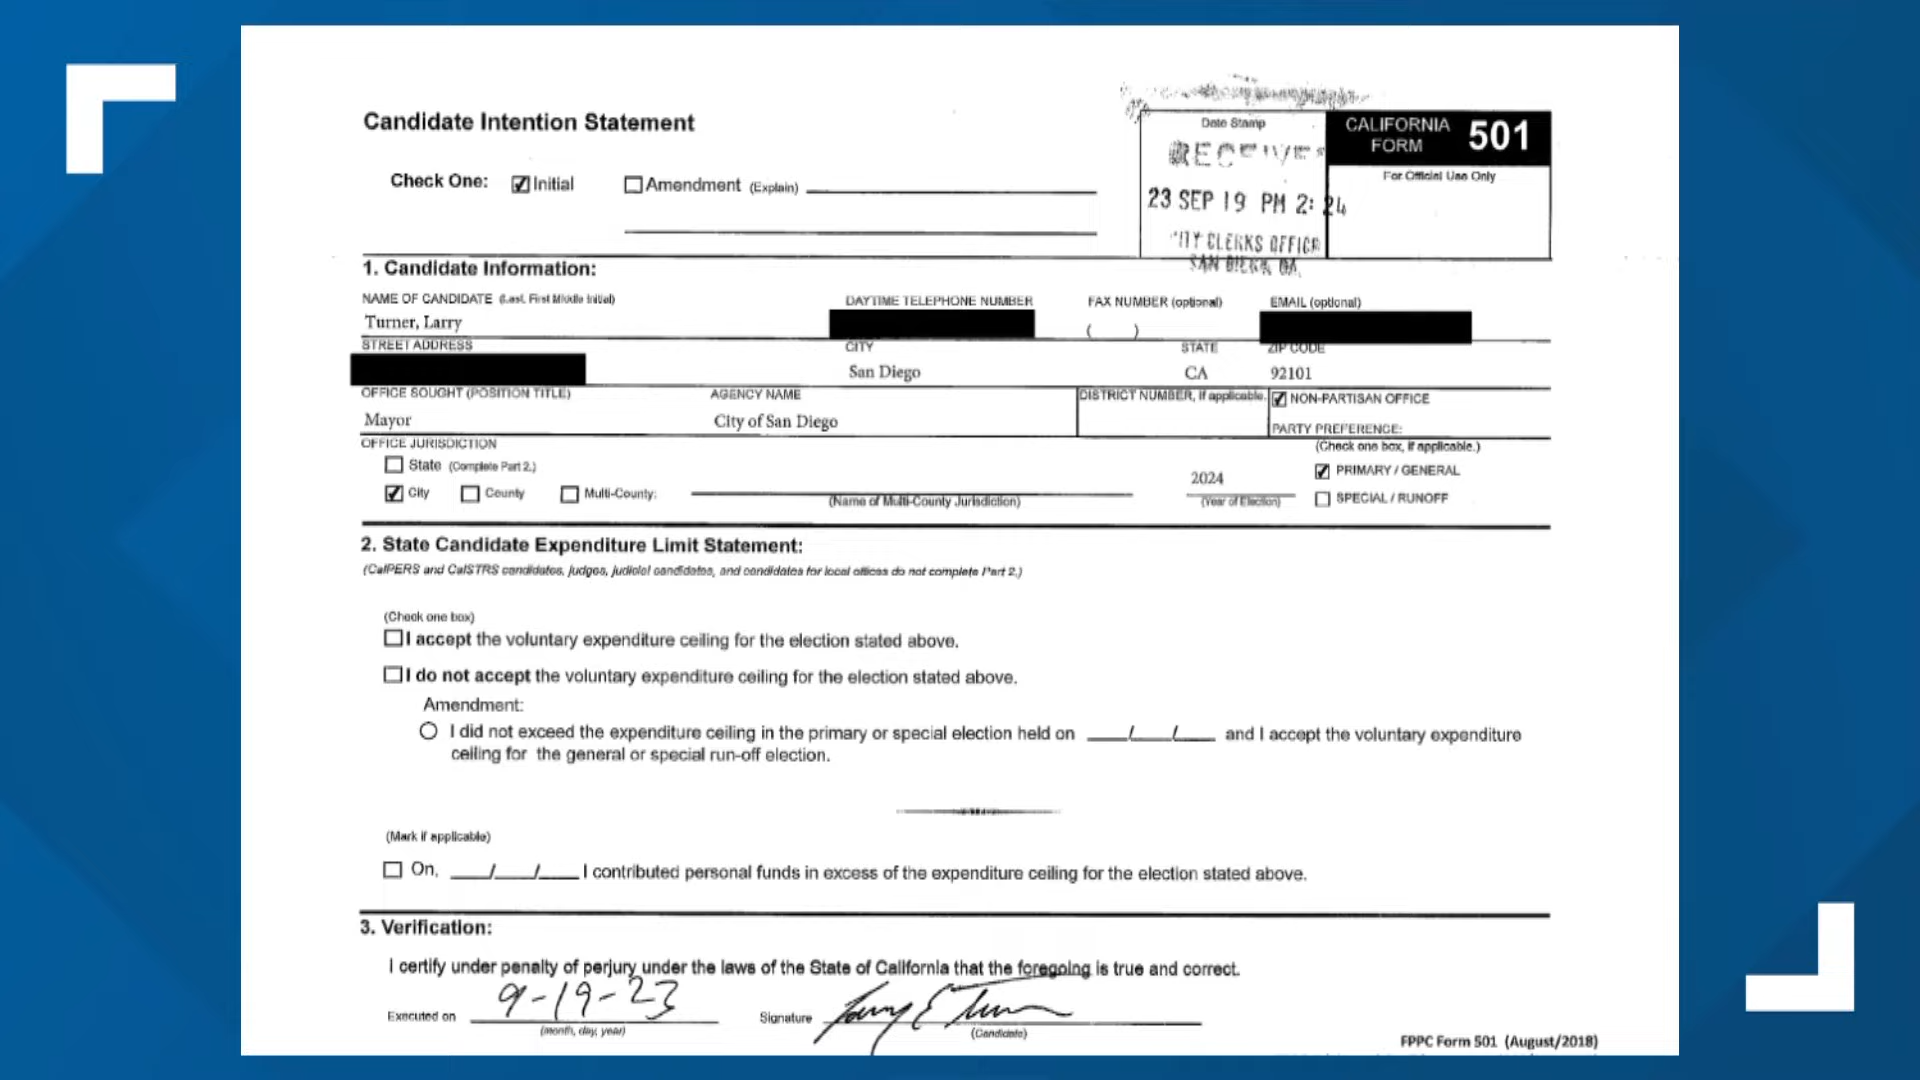 Candidate Intention Statement
Date Stamp
CALIFORNIA FORM 501
Check One: Initial Amendment (Explain)
For Official Use Only
23 SEP 19 PM 2:24
CLERKS OFFICE
1. Candidate Information:
NAME OF CANDIDATE (Last, First Middle Initial) DAYTIME TELEPHONE NUMBER FAX NUMBER (optional) EMAIL (optional)
Turner, Larry ( )
STREET ADDRESS CITY STATE ZIP CODE
San Diego CA 92101
OFFICE SOUGHT (POSITION TITLE) AGENCY NAME DISTRICT NUMBER, if applicable. NON-PARTISAN OFFICE
Mayor City of San Diego
PARTY PREFERENCE:
OFFICE JURISDICTION (Check one box, if applicable.)
State (Complete Part 2.) PRIMARY / GENERAL
2024
City County Multi-County: SPECIAL / RUNOFF
(Name of Multi-County Jurisdiction) (Year of Election)
2. State Candidate Expenditure Limit Statement:
(CalPERS and CalSTRS candidates, judges, judicial candidates, and candidates for local offices do not complete Part 2.)
(Check one box)
I accept the voluntary expenditure ceiling for the election stated above.
I do not accept the voluntary expenditure ceiling for the election stated above.
Amendment:
I did not exceed the expenditure ceiling in the primary or special election held on ___/___/___ and I accept the voluntary expenditure
ceiling for the general or special run-off election.
(Mark if applicable)
On, ___/___/___ I contributed personal funds in excess of the expenditure ceiling for the election stated above.
3. Verification:
I certify under penalty of perjury under the laws of the State of California that the foregoing is true and correct.
Executed on 9-19-23 Signature Larry E Turner
(month, day, year) (Candidate)
FPPC Form 501 (August/2018)